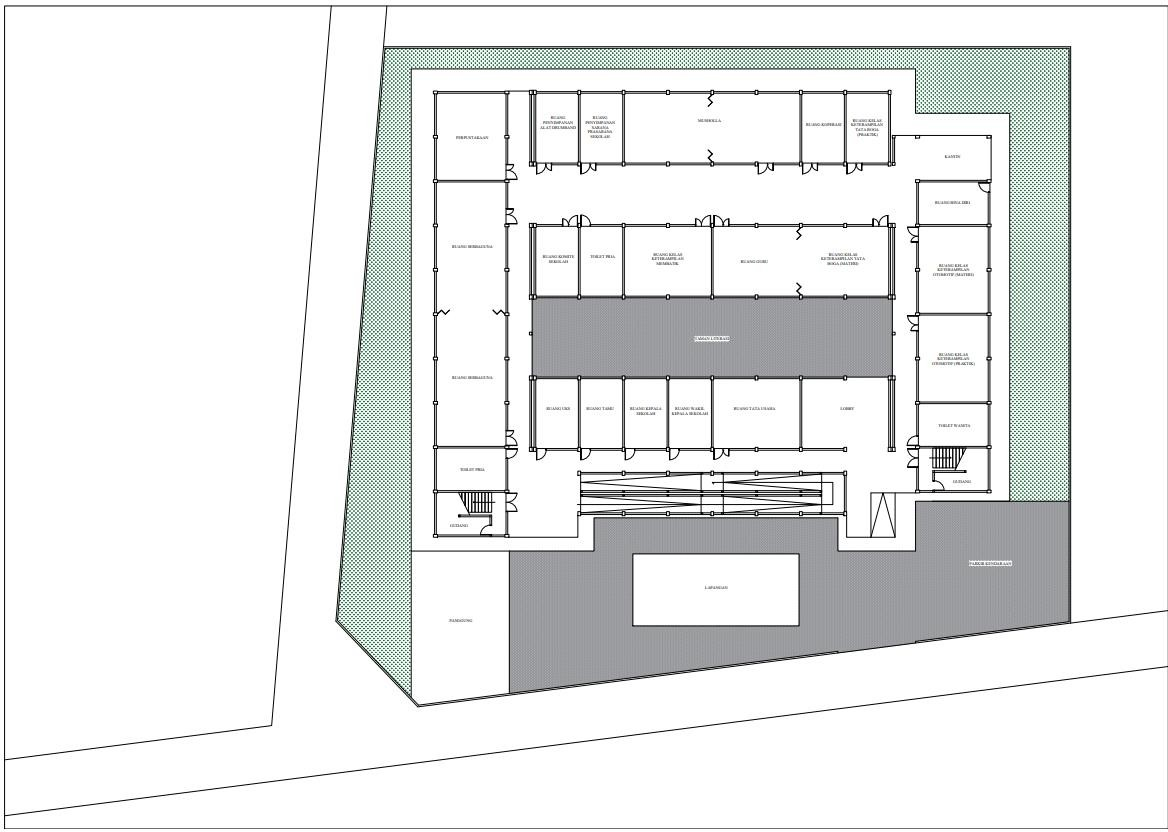 RUANG
PENYIMPANAN
ALAT DRUMBAND
RUANG
PENYIMPANAN
SARANA
PRASARANA
SEKOLAH
MUSHOLLA
RUANG KOPERASI
RUANG KELAS
KETERAMPILAN
TATA BOGA
(PRAKTIK)
PERPUSTAKAAN
KANTIN
RUANG BINA DIRI
RUANG SERBAGUNA
RUANG KOMITE
SEKOLAH
TOILET PRIA
RUANG KELAS
KETERAMPILAN
MEMBATIK
RUANG GURU
RUANG KELAS
KETERAMPILAN TATA
BOGA (MATERI)
RUANG KELAS
KETERAMPILAN
OTOMOTIF (MATERI)
TAMAN LITERASI
RUANG KELAS
KETERAMPILAN
OTOMOTIF (PRAKTIK)
RUANG SERBAGUNA
RUANG UKS
RUANG TAMU
RUANG KEPALA
SEKOLAH
RUANG WAKIL
KEPALA SEKOLAH
RUANG TATA USAHA
LOBBY
TOILET WANITA
TOILET PRIA
GUDANG
GUDANG
PARKIR KENDARAAN
LAPANGAN
PANGGUNG